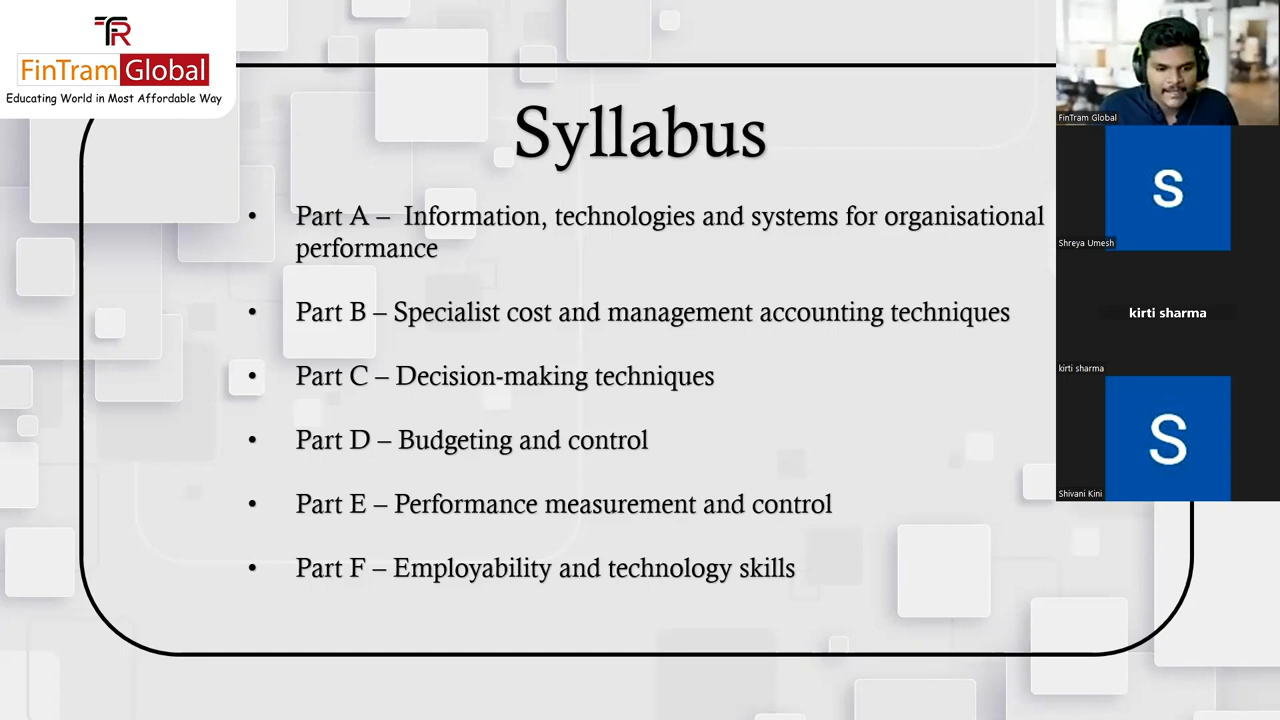 TR
FinTram Global
Educating World in Most Affordable Way
Syllabus
• Part A – Information, technologies and systems for organisational
performance
• Part B – Specialist cost and management accounting techniques
• Part C – Decision-making techniques
• Part D – Budgeting and control
• Part E – Performance measurement and control
• Part F – Employability and technology skills
FinTram Global
S
Shreya Umesh
kirti sharma
kirti sharma
S
Shivani Kini